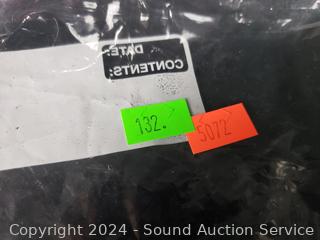 DATE:
CONTENTS:
132.
5072
Copyright 2024 - Sound Auction Service